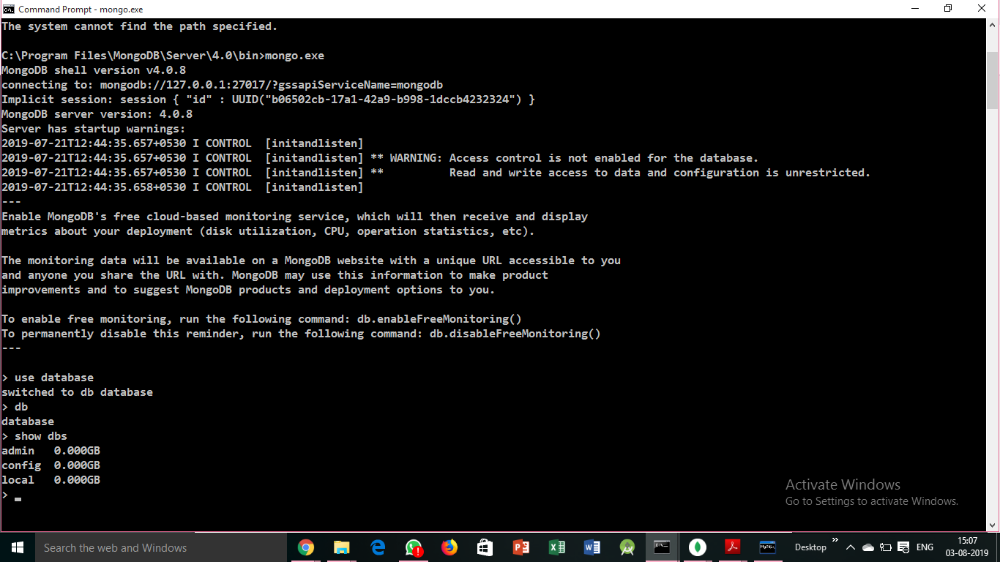 Command Prompt - mongo.exe
The system cannot find the path specified.
C:\Program Files\MongoDB\Server\4.0\bin>mongo.exe
MongoDB shell version v4.0.8
connecting to: mongodb://127.0.0.1:27017/?gssapiServiceName=mongodb
Implicit session: session { "id" : UUID("b06502cb-17a1-42a9-b998-1dccb4232324") }
MongoDB server version: 4.0.8
Server has startup warnings:
2019-07-21T12:44:35.657+0530 I CONTROL  [initandlisten]
2019-07-21T12:44:35.657+0530 I CONTROL  [initandlisten] ** WARNING: Access control is not enabled for the database.
2019-07-21T12:44:35.657+0530 I CONTROL  [initandlisten] **          Read and write access to data and configuration is unrestricted.
2019-07-21T12:44:35.658+0530 I CONTROL  [initandlisten]
---
Enable MongoDB's free cloud-based monitoring service, which will then receive and display
metrics about your deployment (disk utilization, CPU, operation statistics, etc).
The monitoring data will be available on a MongoDB website with a unique URL accessible to you
and anyone you share the URL with. MongoDB may use this information to make product
improvements and to suggest MongoDB products and deployment options to you.
To enable free monitoring, run the following command: db.enableFreeMonitoring()
To permanently disable this reminder, run the following command: db.disableFreeMonitoring()
---
> use database
switched to db database
> db
database
> show dbs
admin   0.000GB
config  0.000GB
local   0.000GB
>
Activate Windows
Go to Settings to activate Windows.
Search the web and Windows
Desktop
ENG
15:07
03-08-2019